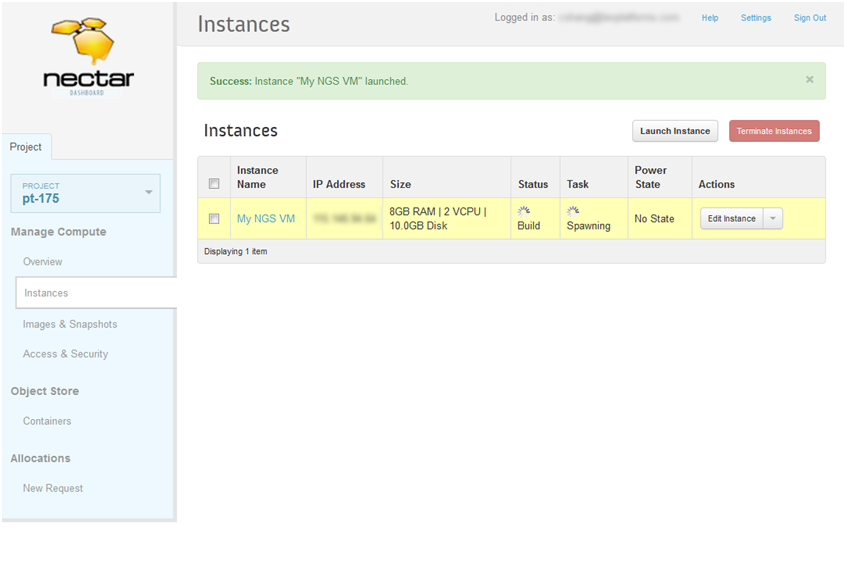 nectar
DASHBOARD
Project
PROJECT
pt-175
Manage Compute
Overview
Instances
Images & Snapshots
Access & Security
Object Store
Containers
Allocations
New Request
Instances
Logged in as:
Help
Settings
Sign Out
Success: Instance "My NGS VM" launched.
×
Instances
Launch Instance
Terminate Instances
Instance Name IP Address Size Status Task Power State Actions
My NGS VM 8GB RAM | 2 VCPU | 10.0GB Disk Build Spawning No State Edit Instance
Displaying 1 item